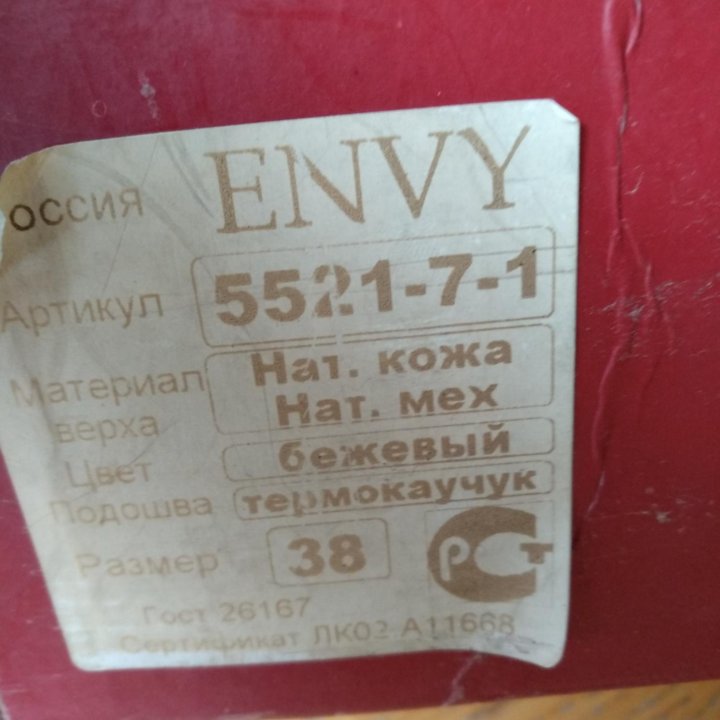 оссия ENVY
Артикул 5521-7-1
Материал Нат. кожа
верха Нат. мех
Цвет бежевый
Подошва термокаучук
Размер 38 РСТ
Гост 26167
Сертификат ЛК02 А11668